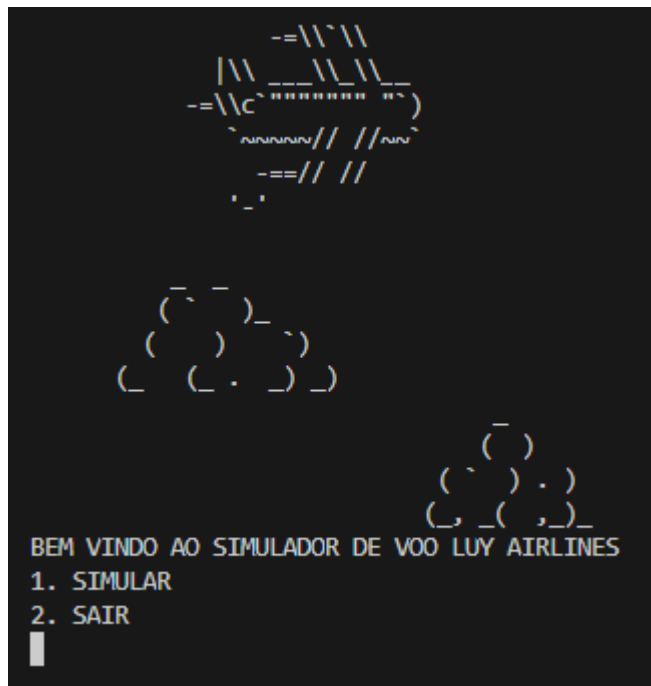 BEM VINDO AO SIMULADOR DE VOO LUY AIRLINES
1. SIMULAR
2. SAIR